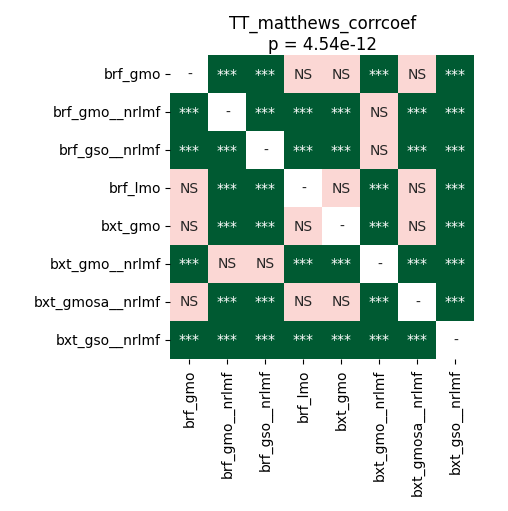 TT_matthews_corrcoef
p = 4.54e-12
brf_gmo - *** *** NS NS *** NS ***
brf_gmo__nrlmf *** - *** *** *** NS *** ***
brf_gso__nrlmf *** *** - *** *** NS *** ***
brf_lmo NS *** *** - NS *** NS ***
bxt_gmo NS *** *** NS - *** NS ***
bxt_gmo__nrlmf *** NS NS *** *** - *** ***
bxt_gmosa__nrlmf NS *** *** NS NS *** - ***
bxt_gso__nrlmf *** *** *** *** *** *** *** -
brf_gmo
brf_gmo__nrlmf
brf_gso__nrlmf
brf_lmo
bxt_gmo
bxt_gmo__nrlmf
bxt_gmosa__nrlmf
bxt_gso__nrlmf